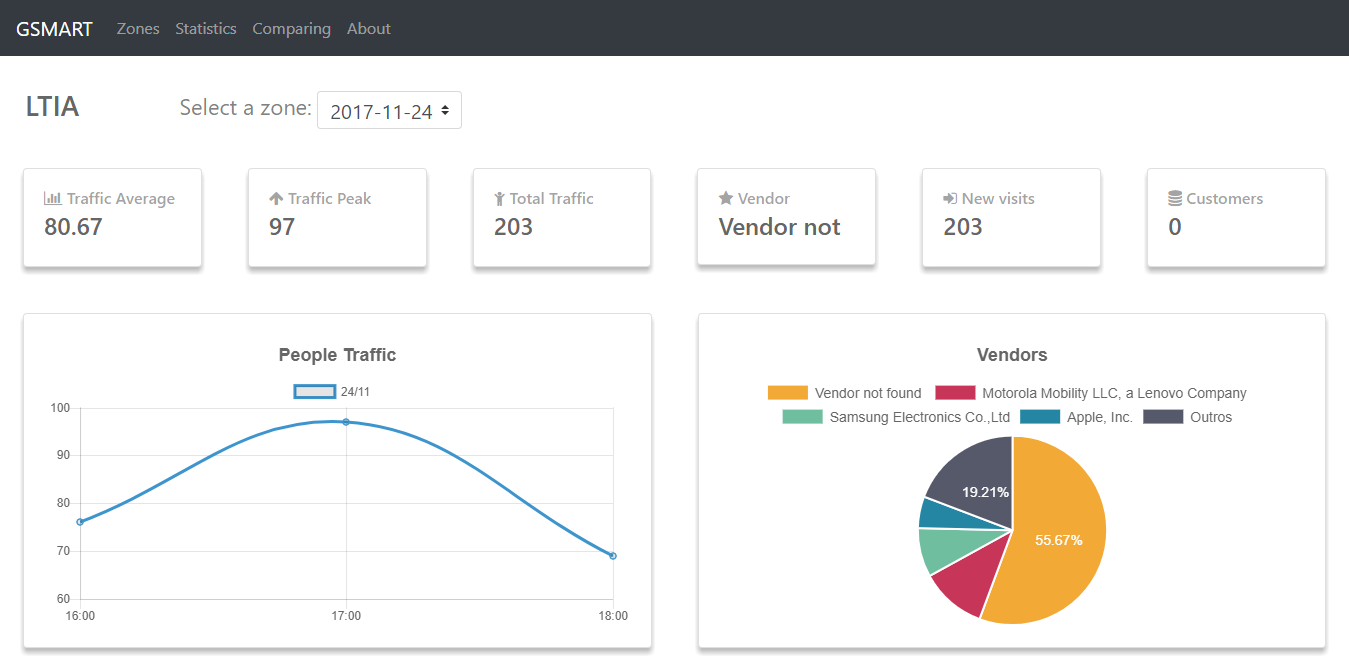 GSMART Zones Statistics Comparing About
LTIA Select a zone: 2017-11-24
Traffic Average
80.67
Traffic Peak
97
Total Traffic
203
Vendor
Vendor not
New visits
203
Customers
0
People Traffic
24/11
100
90
80
70
60
16:00 17:00 18:00
Vendors
Vendor not found Motorola Mobility LLC, a Lenovo Company
Samsung Electronics Co.,Ltd Apple, Inc. Outros
19.21%
55.67%